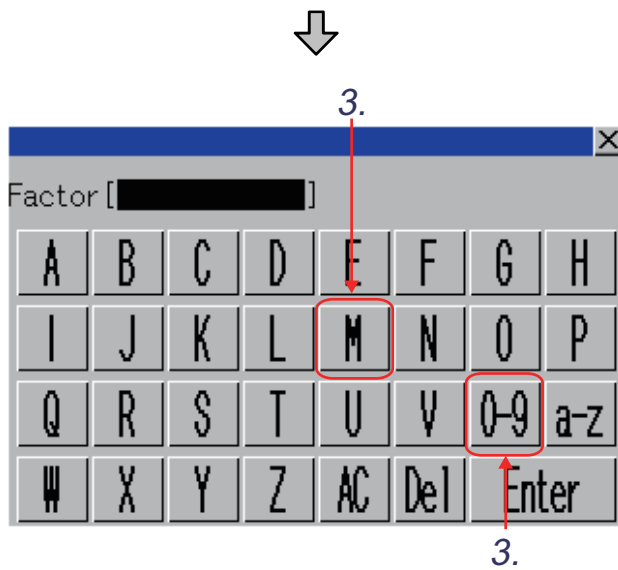 3.
×
Factor [ ]
A B C D E F G H
I J K L M N O P
Q R S T U V 0-9 a-z
W X Y Z AC Del Enter
3.